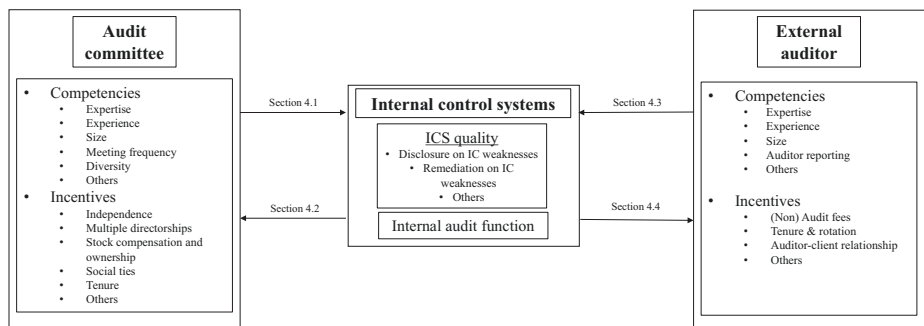 Audit
committee
• Competencies
• Expertise
• Experience
• Size
• Meeting frequency
• Diversity
• Others
• Incentives
• Independence
• Multiple directorships
• Stock compensation and
ownership
• Social ties
• Tenure
• Others
Section 4.1
Section 4.2
Internal control systems
ICS quality
• Disclosure on IC weaknesses
• Remediation on IC
weaknesses
• Others
Internal audit function
Section 4.3
Section 4.4
External
auditor
• Competencies
• Expertise
• Experience
• Size
• Auditor reporting
• Others
• Incentives
• (Non) Audit fees
• Tenure & rotation
• Auditor-client relationship
• Others